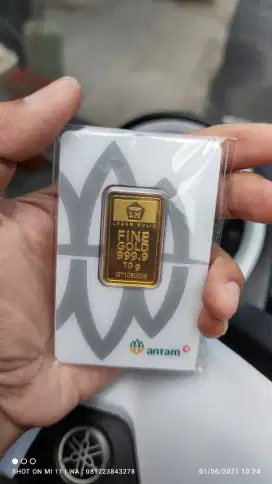 LM
LOGAM MULIA
FINE
GOLD
999.9
10 g
antam
SHOT ON MI 11 | WA : 081223843278
01/06/2021 10:24